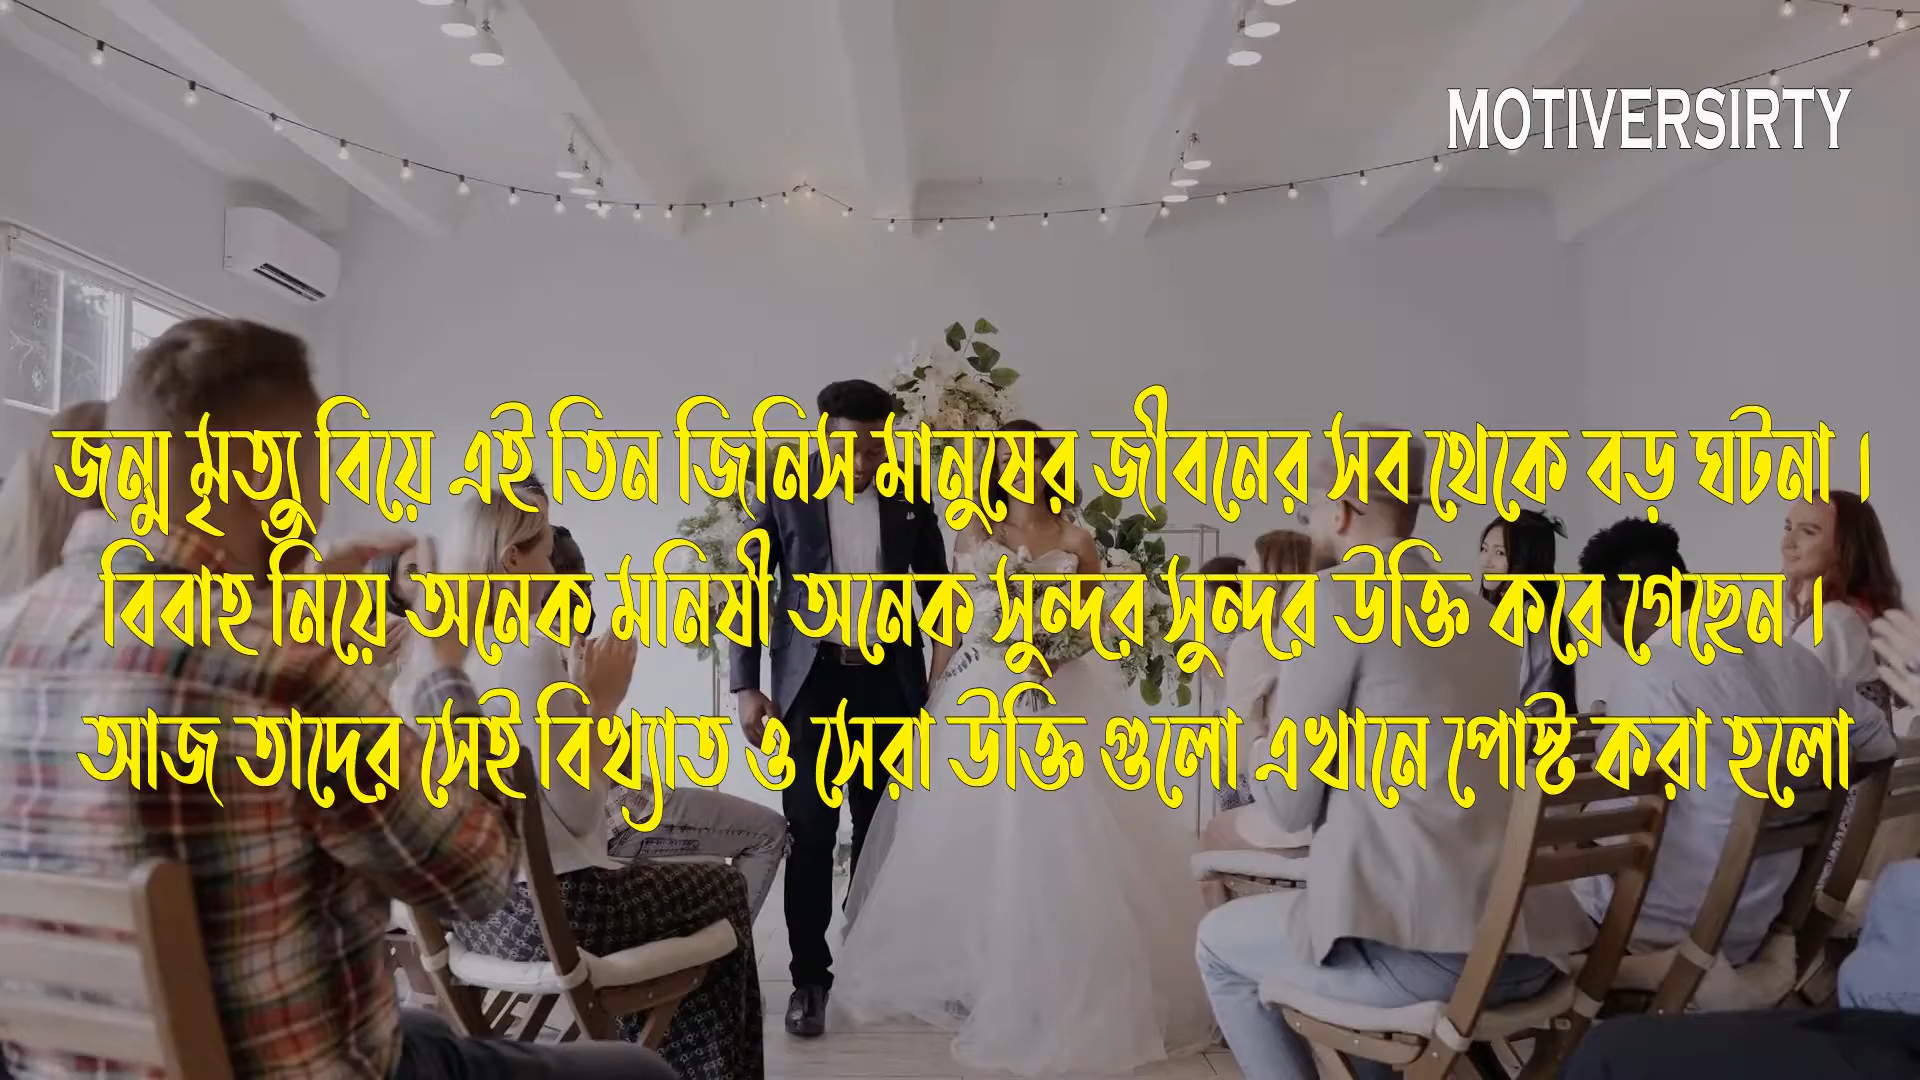 MOTIVERSIRTY
জন্ম মৃত্যু বিয়ে এই তিন জিনিস মানুষের জীবনের সব থেকে বড় ঘটনা ।
বিবাহ নিয়ে অনেক মনিষী অনেক সুন্দর সুন্দর উক্তি করে গেছেন ।
আজ তাদের সেই বিখ্যাত ও সেরা উক্তি গুলো এখানে পোস্ট করা হলো